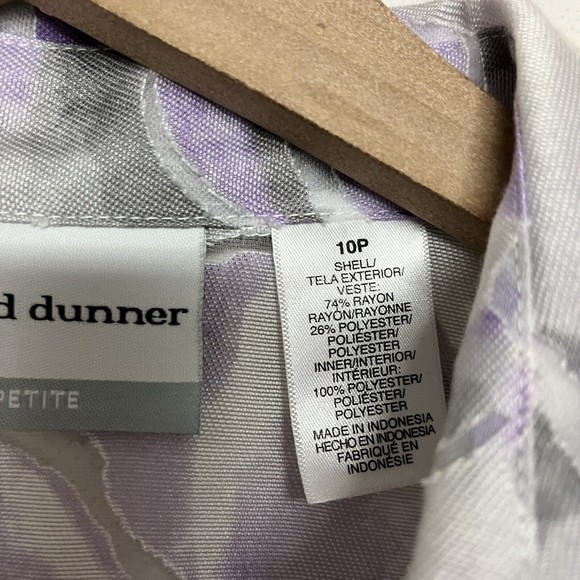 d dunner
PETITE
10P
SHELL/
TELA EXTERIOR/
VESTE:
74% RAYON
RAYÓN/RAYONNE
26% POLYESTER/
POLIÉSTER/
POLYESTER
INNER/INTERIOR/
INTÉRIEUR:
100% POLYESTER/
POLIÉSTER/
POLYESTER
MADE IN INDONESIA
HECHO EN INDONESIA
FABRIQUÉ EN
INDONÉSIE